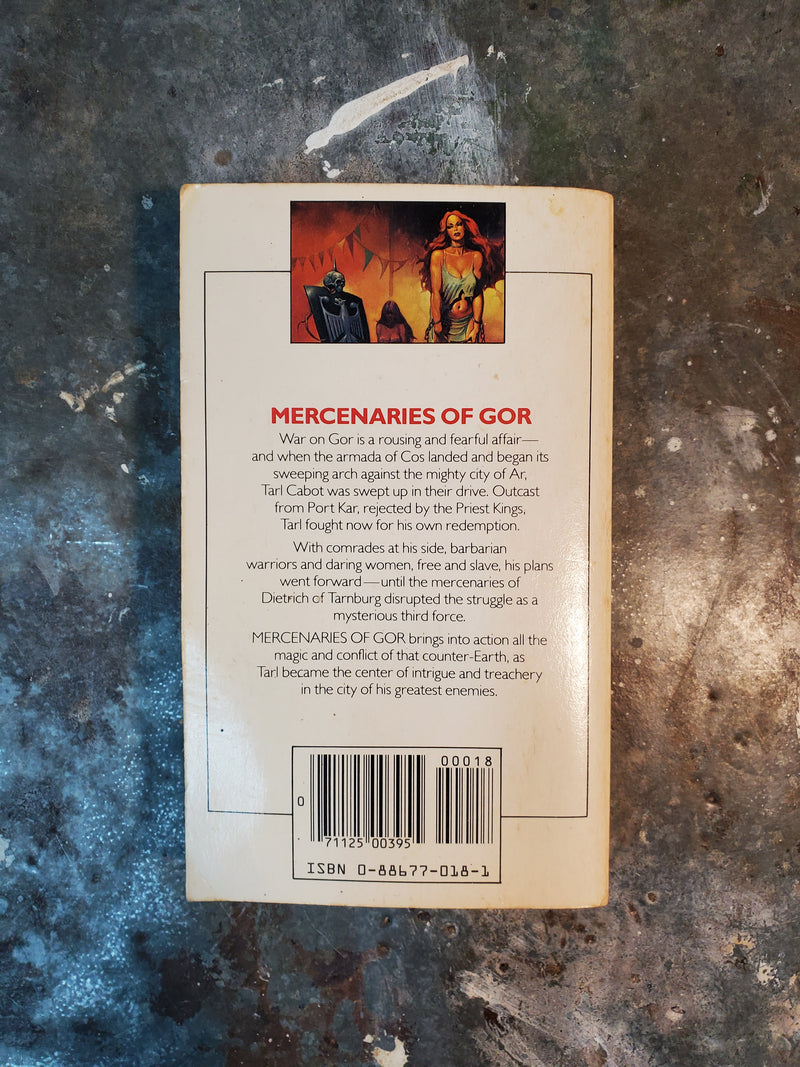 MERCENARIES OF GOR
War on Gor is a rousing and fearful affair—
and when the armada of Cos landed and began its
sweeping arch against the mighty city of Ar,
Tarl Cabot was swept up in their drive. Outcast
from Port Kar, rejected by the Priest Kings,
Tarl fought now for his own redemption.
With comrades at his side, barbarian
warriors and daring women, free and slave, his plans
went forward—until the mercenaries of
Dietrich of Tarnburg disrupted the struggle as a
mysterious third force.
MERCENARIES OF GOR brings into action all the
magic and conflict of that counter-Earth, as
Tarl became the center of intrigue and treachery
in the city of his greatest enemies.
00018
0
71125 00395
ISBN 0-88677-018-1